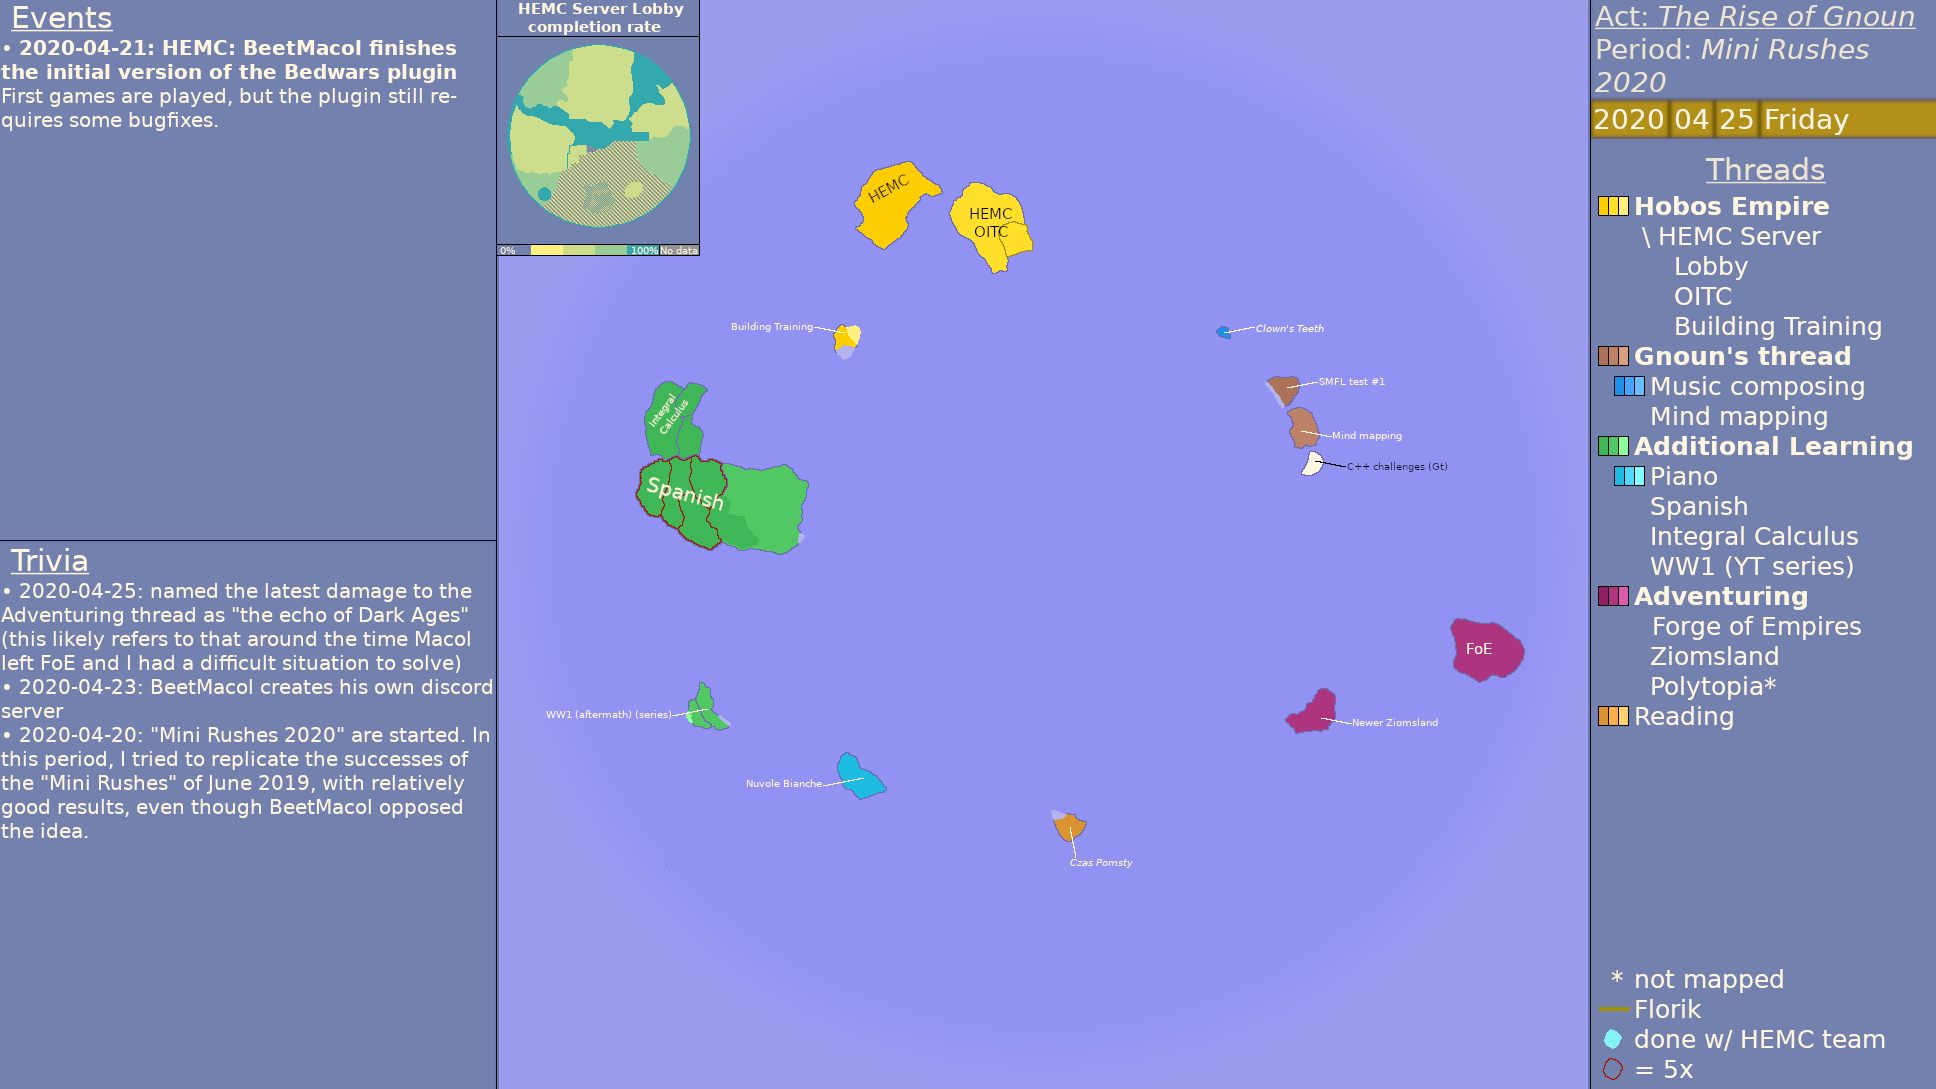 Events
• 2020-04-21: HEMC: BeetMacol finishes
the initial version of the Bedwars plugin
First games are played, but the plugin still re-
quires some bugfixes.
Trivia
• 2020-04-25: named the latest damage to the
Adventuring thread as "the echo of Dark Ages"
(this likely refers to that around the time Macol
left FoE and I had a difficult situation to solve)
• 2020-04-23: BeetMacol creates his own discord
server
• 2020-04-20: "Mini Rushes 2020" are started. In
this period, I tried to replicate the successes of
the "Mini Rushes" of June 2019, with relatively
good results, even though BeetMacol opposed
the idea.
HEMC Server Lobby
completion rate
0% 100% No data
HEMC
HEMC
OITC
Building Training
Clown's Teeth
Integral
Calculus
SMFL test #1
Mind mapping
C++ challenges (Gt)
Spanish
FoE
WW1 (aftermath) (series)
Newer Ziomsland
Nuvole Bianche
Czas Pomsty
Act: The Rise of Gnoun
Period: Mini Rushes
2020
2020 04 25 Friday
Threads
Hobos Empire
\ HEMC Server
Lobby
OITC
Building Training
Gnoun's thread
Music composing
Mind mapping
Additional Learning
Piano
Spanish
Integral Calculus
WW1 (YT series)
Adventuring
Forge of Empires
Ziomsland
Polytopia*
Reading
* not mapped
Florik
done w/ HEMC team
= 5x